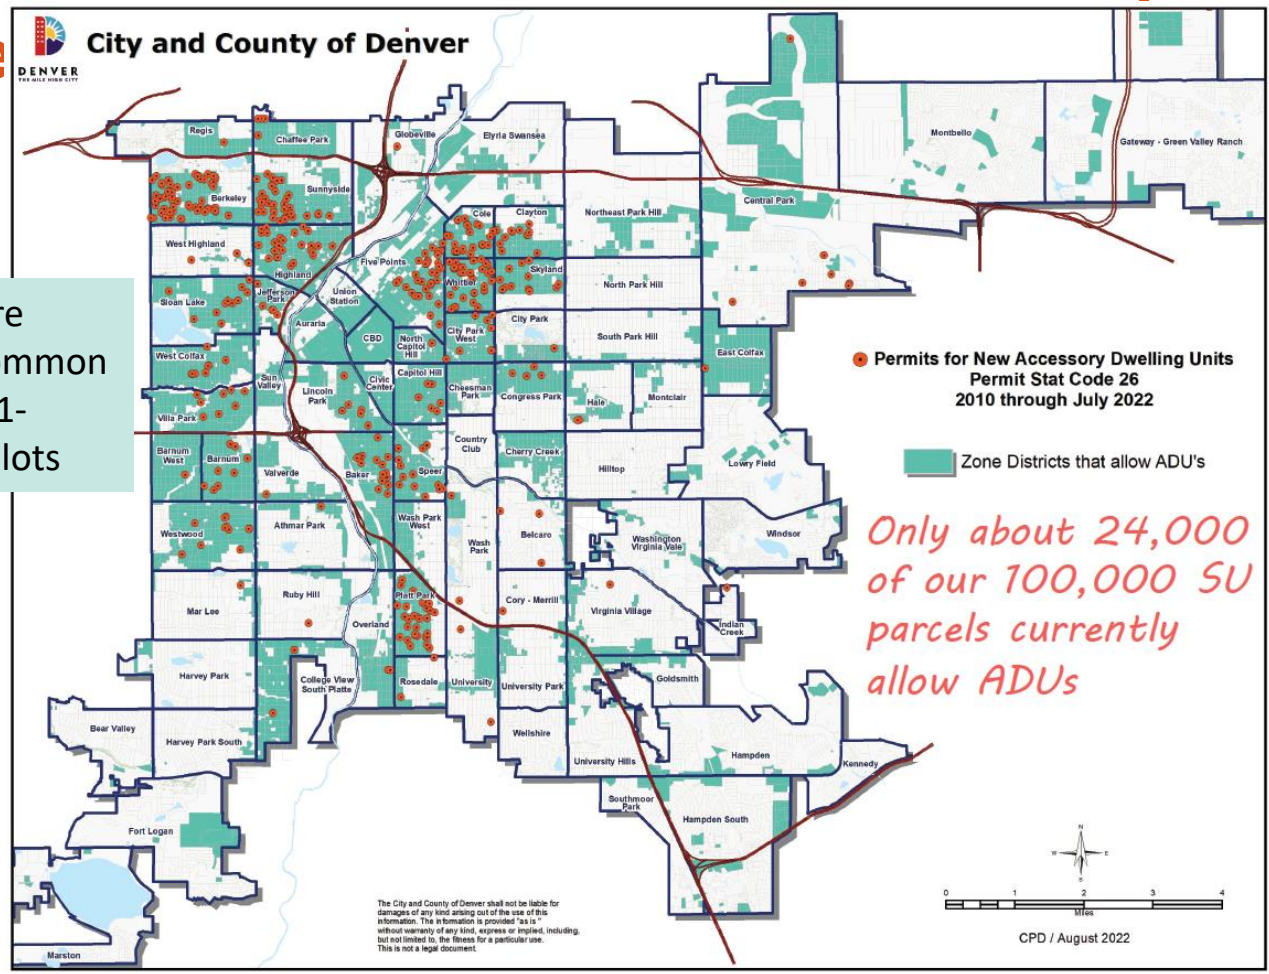 City and County of Denver
DENVER
THE MILE HIGH CITY
Regis
Chaffee Park
Globeville
Elyria Swansea
Montbello
Gateway - Green Valley Ranch
Berkeley
Sunnyside
Cole
Clayton
Northeast Park Hill
Central Park
West Highland
Highland
Five Points
Whittier
Skyland
North Park Hill
Sloan Lake
Jefferson
Park
Union
Station
Auraria
CBD
North
Capitol
Hill
City Park
West
City Park
South Park Hill
East Colfax
re
ommon
1-
lots
West Colfax
Sun
Valley
Lincoln
Park
Civic
Center
Capitol Hill
Cheesman
Park
Congress Park
Hale
Montclair
Permits for New Accessory Dwelling Units
Permit Stat Code 26
2010 through July 2022
Villa Park
Barnum
West
Barnum
Valverde
Baker
Speer
Country
Club
Cherry Creek
Hilltop
Lowry Field
Zone Districts that allow ADU's
Westwood
Athmar Park
Wash Park
West
Wash
Park
Belcaro
Washington
Virginia Vale
Windsor
Only about 24,000
of our 100,000 SU
parcels currently
allow ADUs
Mar Lee
Ruby Hill
Overland
Platt Park
Cory - Merrill
Virginia Village
Indian
Creek
Harvey Park
College View
South Platte
Rosedale
University
University Park
Goldsmith
Bear Valley
Harvey Park South
Wellshire
University Hills
Hampden
Kennedy
Southmoor
Park
Hampden South
Fort Logan
Marston
The City and County of Denver shall not be liable for
damages of any kind arising out of the use of this
information. The information is provided "as is "
without warranty of any kind, express or implied, including,
but not limited to, the fitness for a particular use.
This is not a legal document.
N
W E
S
0 1 2 3 4
Miles
CPD / August 2022